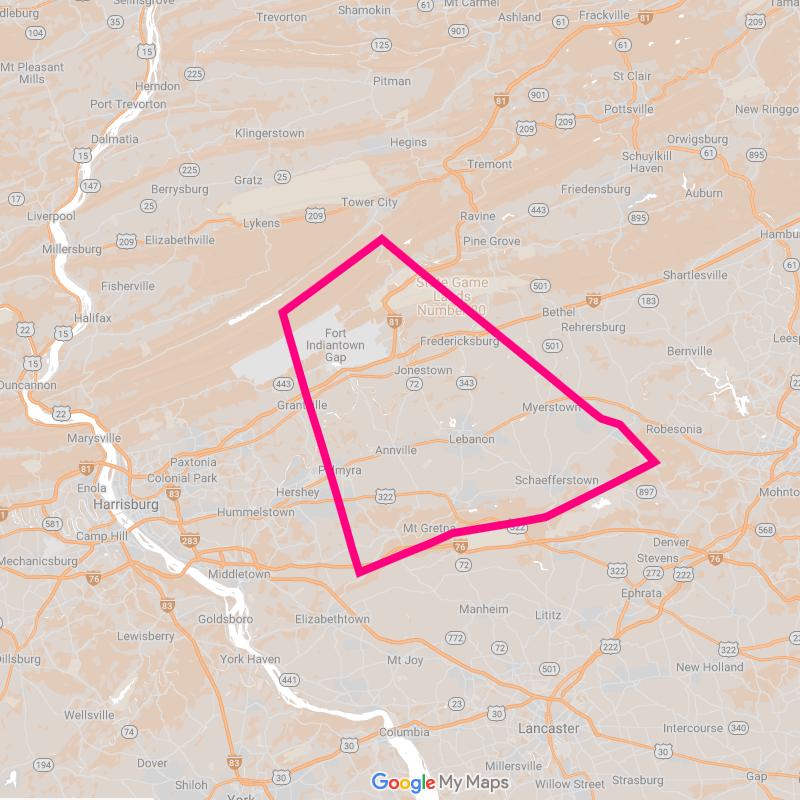 Selinsgrove
Shamokin
Mt Carmel
61
Ashland
Frackville
81
209
Trevorton
35
104
15
125
901
61
Mt Pleasant
Mills
Herndon
225
Pitman
St Clair
Port Trevorton
81
901
Pottsville
New Ringgo
Dalmatia
Klingerstown
209
209
Hegins
Orwigsburg
15
61
895
Tremont
Schuylkill
Haven
225
Gratz
25
147
Berrysburg
Friedensburg
Auburn
17
25
Tower City
Liverpool
Lykens
209
Ravine
443
895
Millersburg
209
Elizabethville
Pine Grove
Hambu
61
Shartlesville
Fisherville
State Game
Lands
Number 80
501
78
183
Halifax
Bethel
22
15
81
Rehrersburg
Fort
Indiantown
Gap
Fredericksburg
501
Leesp
Bernville
15
Jonestown
Duncannon
443
72
343
22
Grantville
Myerstown
Marysville
Robesonia
Lebanon
Annville
Paxtonia
81
Colonial Park
Palmyra
Schaefferstown
Enola
83
Hershey
322
897
Mohnto
Harrisburg
Hummelstown
581
Mt Gretna
322
568
Camp Hill
283
76
Denver
Mechanicsburg
Stevens
76
72
76
Middletown
322
272
222
Ephrata
83
Goldsboro
Elizabethtown
Manheim
Lititz
Lewisberry
772
72
322
322
23
Dillsburg
York Haven
Mt Joy
501
222
New Holland
441
23
30
Wellsville
74
Columbia
Lancaster
Intercourse
340
30
30
194
Dover
83
Millersville
Gap
Shiloh
30
Google My Maps
Willow Street
Strasburg
York